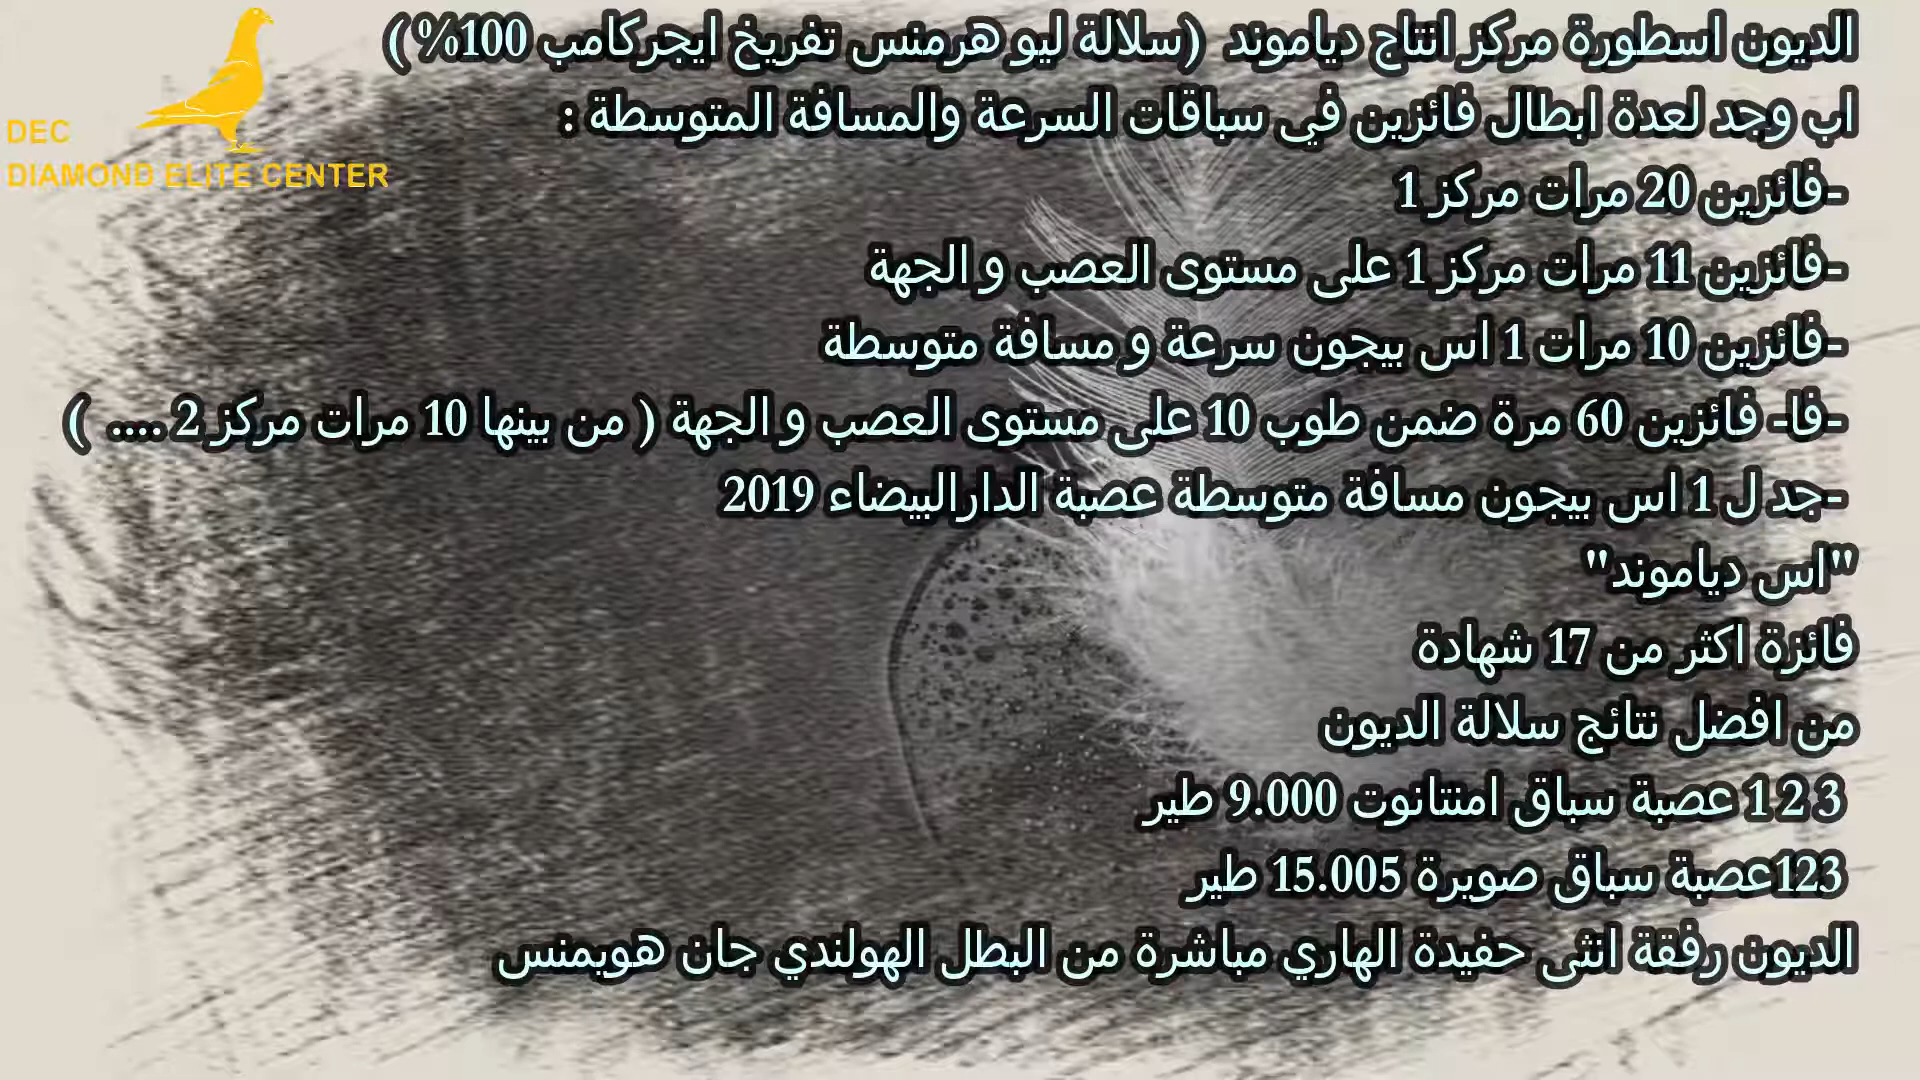 الديون اسطورة مركز انتاج دياموند (سلالة ليو هرمنس تفريخ ايجركامب 100%)
اب وجد لعدة ابطال فائزين في سباقات السرعة والمسافة المتوسطة :
-فائزين 20 مرات مركز 1
-فائزين 11 مرات مركز 1 على مستوى العصب و الجهة
-فائزين 10 مرات 1 اس بيجون سرعة و مسافة متوسطة
-فا- فائزين 60 مرة ضمن طوب 10 على مستوى العصب و الجهة ( من بينها 10 مرات مركز 2 .... )
-جد ل 1 اس بيجون مسافة متوسطة عصبة الدارالبيضاء 2019
"اس دياموند"
فائزة اكثر من 17 شهادة
من افضل نتائج سلالة الديون
1 2 3 عصبة سباق امنتانوت 9.000 طير
123عصبة سباق صويرة 15.005 طير
الديون رفقة انثى حفيدة الهاري مباشرة من البطل الهولندي جان هويمنس
DEC
DIAMOND ELITE CENTER